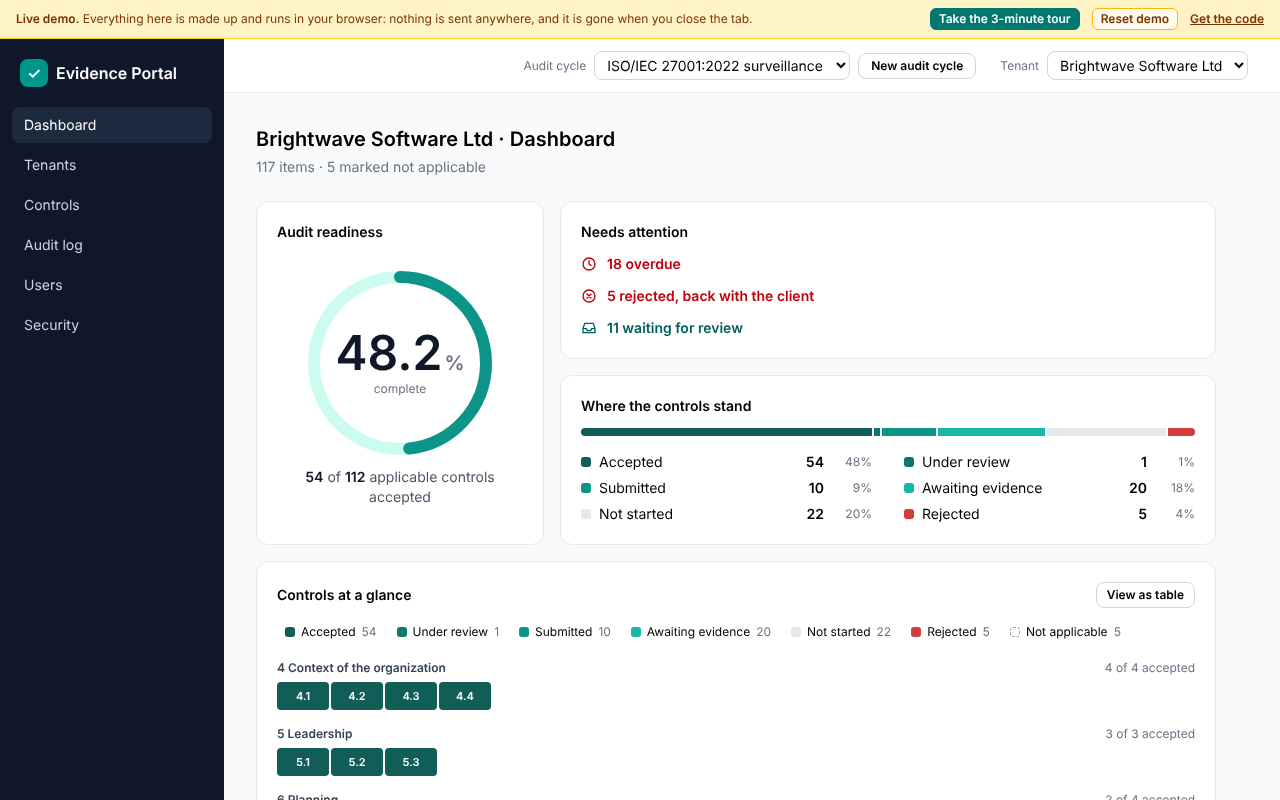 Live demo. Everything here is made up and runs in your browser: nothing is sent anywhere, and it is gone when you close the tab.
Take the 3-minute tour
Reset demo
Get the code
Evidence Portal
Audit cycle
ISO/IEC 27001:2022 surveillance
New audit cycle
Tenant
Brightwave Software Ltd
Dashboard
Tenants
Controls
Audit log
Users
Security
Brightwave Software Ltd · Dashboard
117 items · 5 marked not applicable
Audit readiness
48.2%
complete
54 of 112 applicable controls
accepted
Needs attention
18 overdue
5 rejected, back with the client
11 waiting for review
Where the controls stand
Accepted 54 48%
Under review 1 1%
Submitted 10 9%
Awaiting evidence 20 18%
Not started 22 20%
Rejected 5 4%
Controls at a glance
View as table
Accepted 54 Under review 1 Submitted 10 Awaiting evidence 20 Not started 22 Rejected 5 Not applicable 5
4 Context of the organization 4 of 4 accepted
4.1 4.2 4.3 4.4
5 Leadership 3 of 3 accepted
5.1 5.2 5.3
6 Planning 2 of 4 accepted